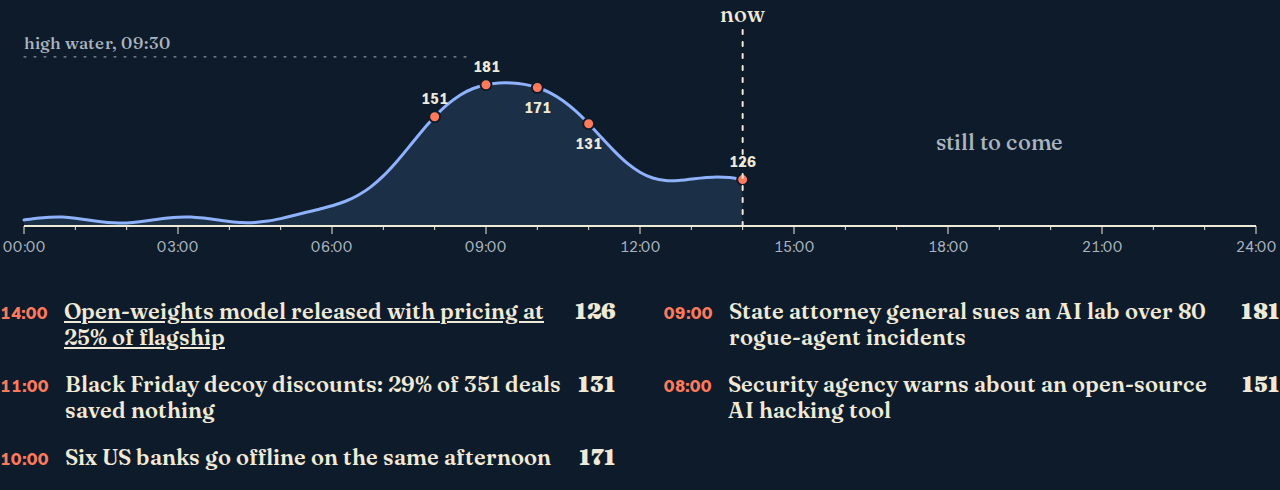 now
high water, 09:30
181
151
171
131
126
still to come
00:00 03:00 06:00 09:00 12:00 15:00 18:00 21:00 24:00
14:00 Open-weights model released with pricing at 126
25% of flagship
11:00 Black Friday decoy discounts: 29% of 351 deals 131
saved nothing
10:00 Six US banks go offline on the same afternoon 171
09:00 State attorney general sues an AI lab over 80 181
rogue-agent incidents
08:00 Security agency warns about an open-source 151
AI hacking tool